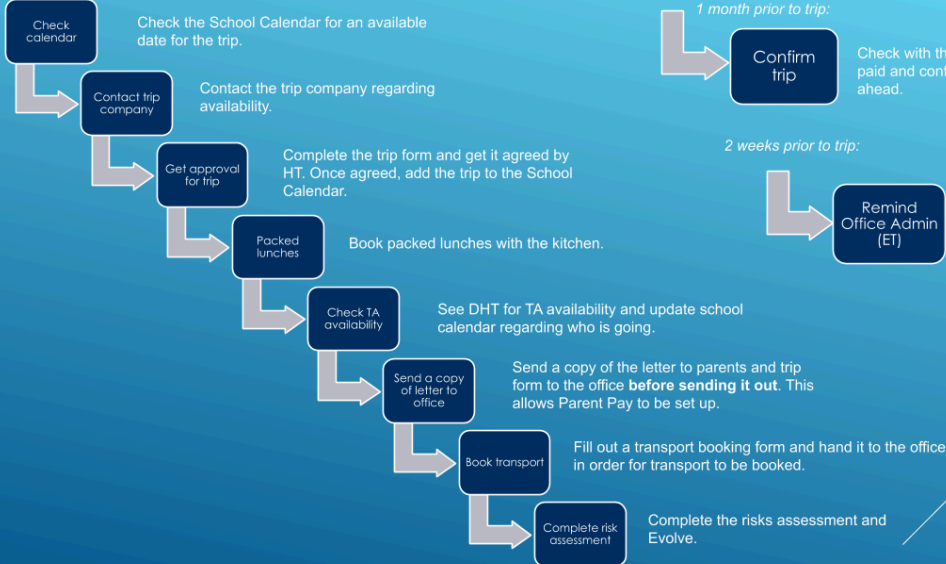 Check
calendar
Check the School Calendar for an available
date for the trip.
Contact trip
company
Contact the trip company regarding
availability.
Get approval
for trip
Complete the trip form and get it agreed by
HT. Once agreed, add the trip to the School
Calendar.
Packed
lunches
Book packed lunches with the kitchen.
Check TA
availability
See DHT for TA availability and update school
calendar regarding who is going.
Send a copy
of letter to
office
Send a copy of the letter to parents and trip
form to the office before sending it out. This
allows Parent Pay to be set up.
Book transport
Fill out a transport booking form and hand it to the office
in order for transport to be booked.
Complete risk
assessment
Complete the risks assessment and
Evolve.
1 month prior to trip:
Confirm
trip
Check with
paid and
ahead.
2 weeks prior to trip:
Remind
Office Admin
(ET)